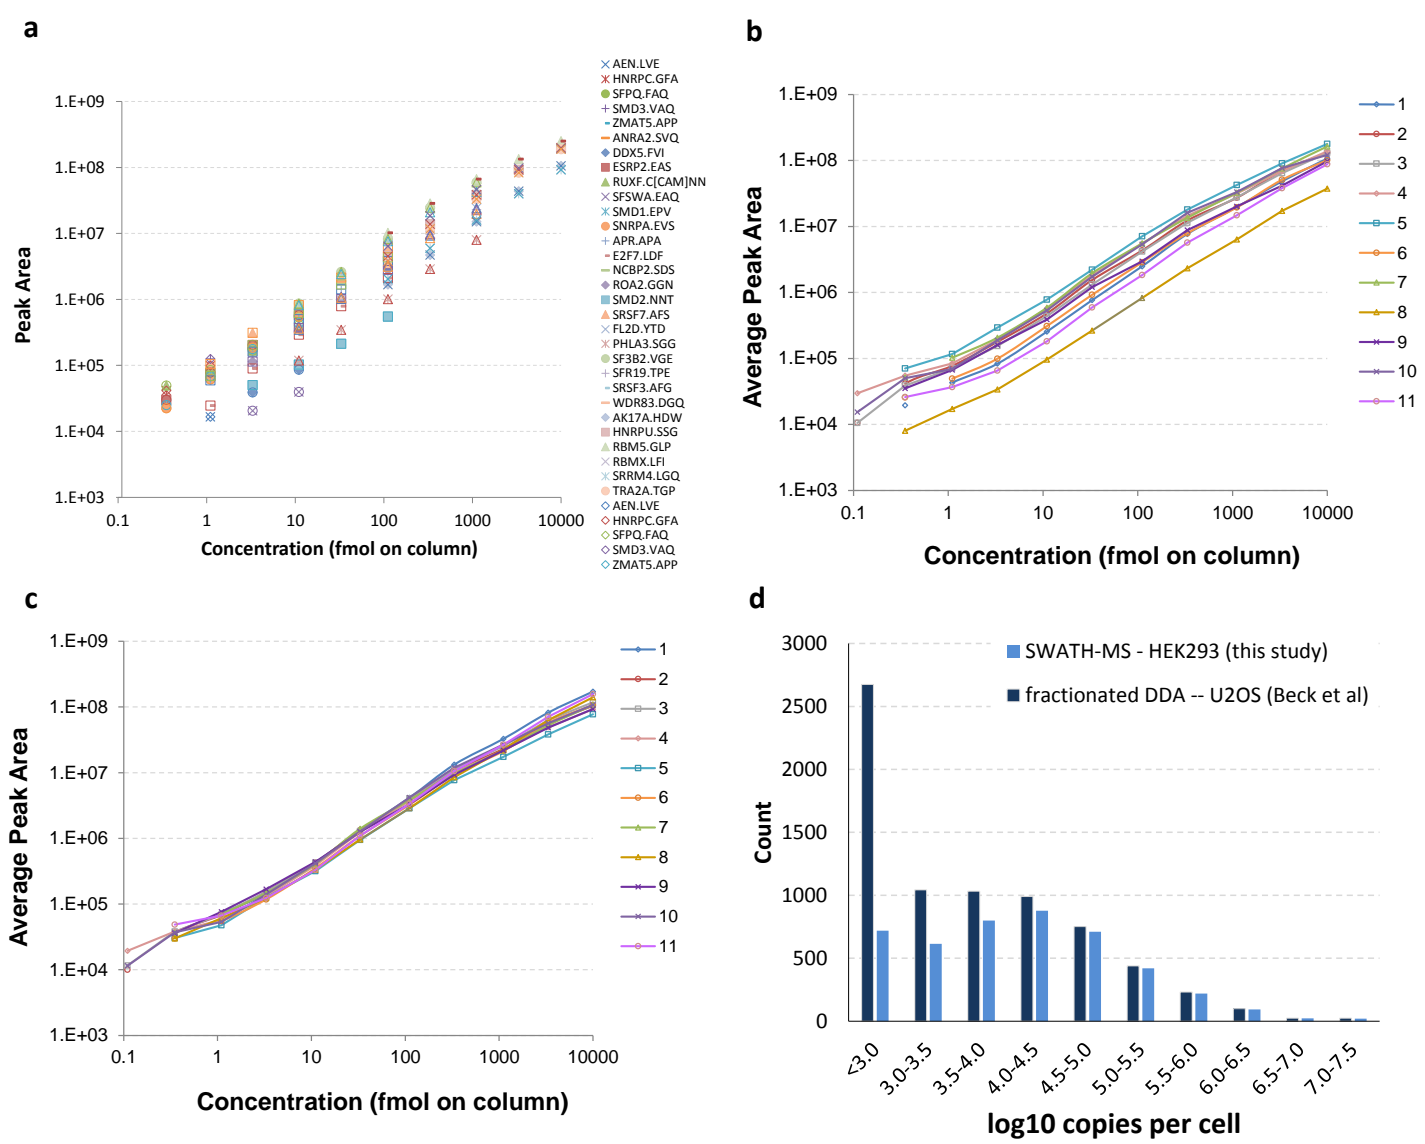 a
1.E+09
1.E+08
1.E+07
1.E+06
1.E+05
1.E+04
1.E+03
Peak Area
0.1 1 10 100 1000 10000
Concentration (fmol on column)
AEN.LVE
HNRPC.GFA
SFPQ.FAQ
SMD3.VAQ
ZMAT5.APP
ANRA2.SVQ
DDX5.FVI
ESRP2.EAS
RUXF.C[CAM]NN
SFSWA.EAQ
SMD1.EPV
SNRPA.EVS
APR.APA
E2F7.LDF
NCBP2.SDS
ROA2.GGN
SMD2.NNT
SRSF7.AFS
FL2D.YTD
PHLA3.SGG
SF3B2.VGE
SFR19.TPE
SRSF3.AFG
WDR83.DGQ
AK17A.HDW
HNRPU.SSG
RBM5.GLP
RBMX.LFI
SRRM4.LGQ
TRA2A.TGP
AEN.LVE
HNRPC.GFA
SFPQ.FAQ
SMD3.VAQ
ZMAT5.APP
b
1.E+09
1.E+08
1.E+07
1.E+06
1.E+05
1.E+04
1.E+03
Average Peak Area
0.1 1 10 100 1000 10000
Concentration (fmol on column)
1
2
3
4
5
6
7
8
9
10
11
c
1.E+09
1.E+08
1.E+07
1.E+06
1.E+05
1.E+04
1.E+03
Average Peak Area
0.1 1 10 100 1000 10000
Concentration (fmol on column)
1
2
3
4
5
6
7
8
9
10
11
d
3000
2500
2000
1500
1000
500
0
Count
SWATH-MS - HEK293 (this study)
fractionated DDA -- U2OS (Beck et al)
<3.0 3.0-3.5 3.5-4.0 4.0-4.5 4.5-5.0 5.0-5.5 5.5-6.0 6.0-6.5 6.5-7.0 7.0-7.5
log10 copies per cell